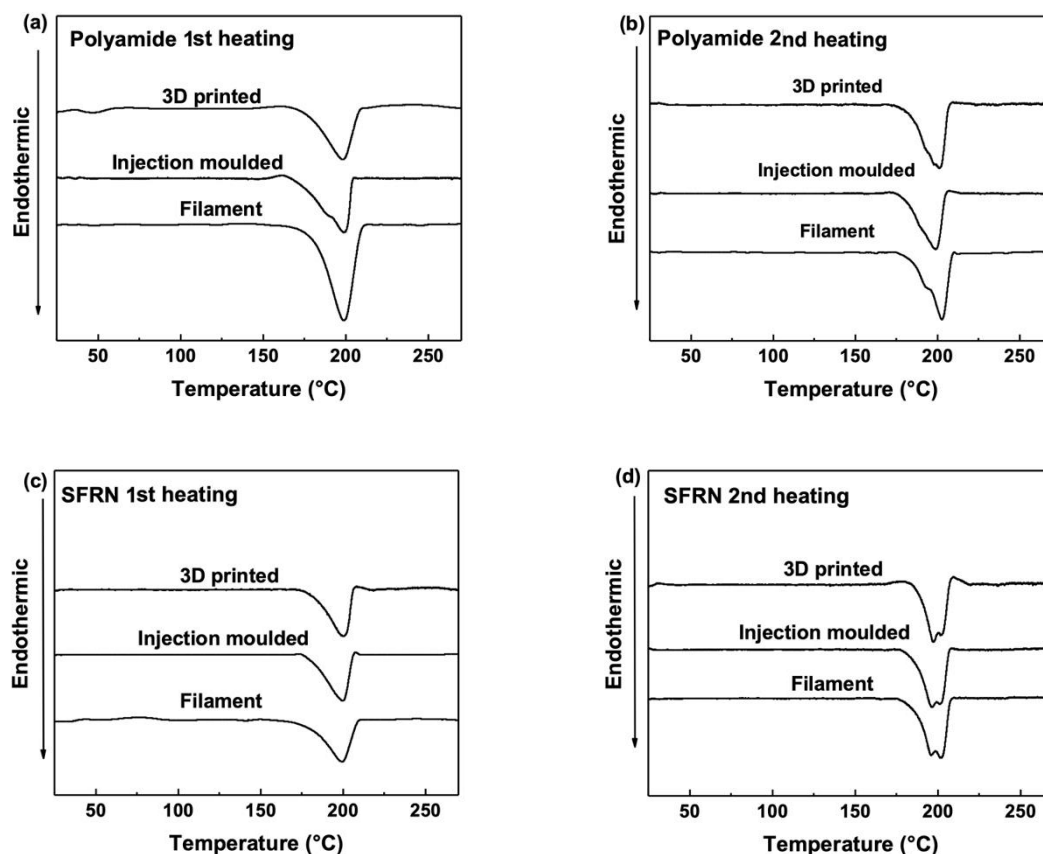 (a)
Polyamide 1st heating
3D printed
Injection moulded
Filament
Endothermic
50 100 150 200 250
Temperature (°C)
(b)
Polyamide 2nd heating
3D printed
Injection moulded
Filament
Endothermic
50 100 150 200 250
Temperature (°C)
(c)
SFRN 1st heating
3D printed
Injection moulded
Filament
Endothermic
50 100 150 200 250
Temperature (°C)
(d)
SFRN 2nd heating
3D printed
Injection moulded
Filament
Endothermic
50 100 150 200 250
Temperature (°C)